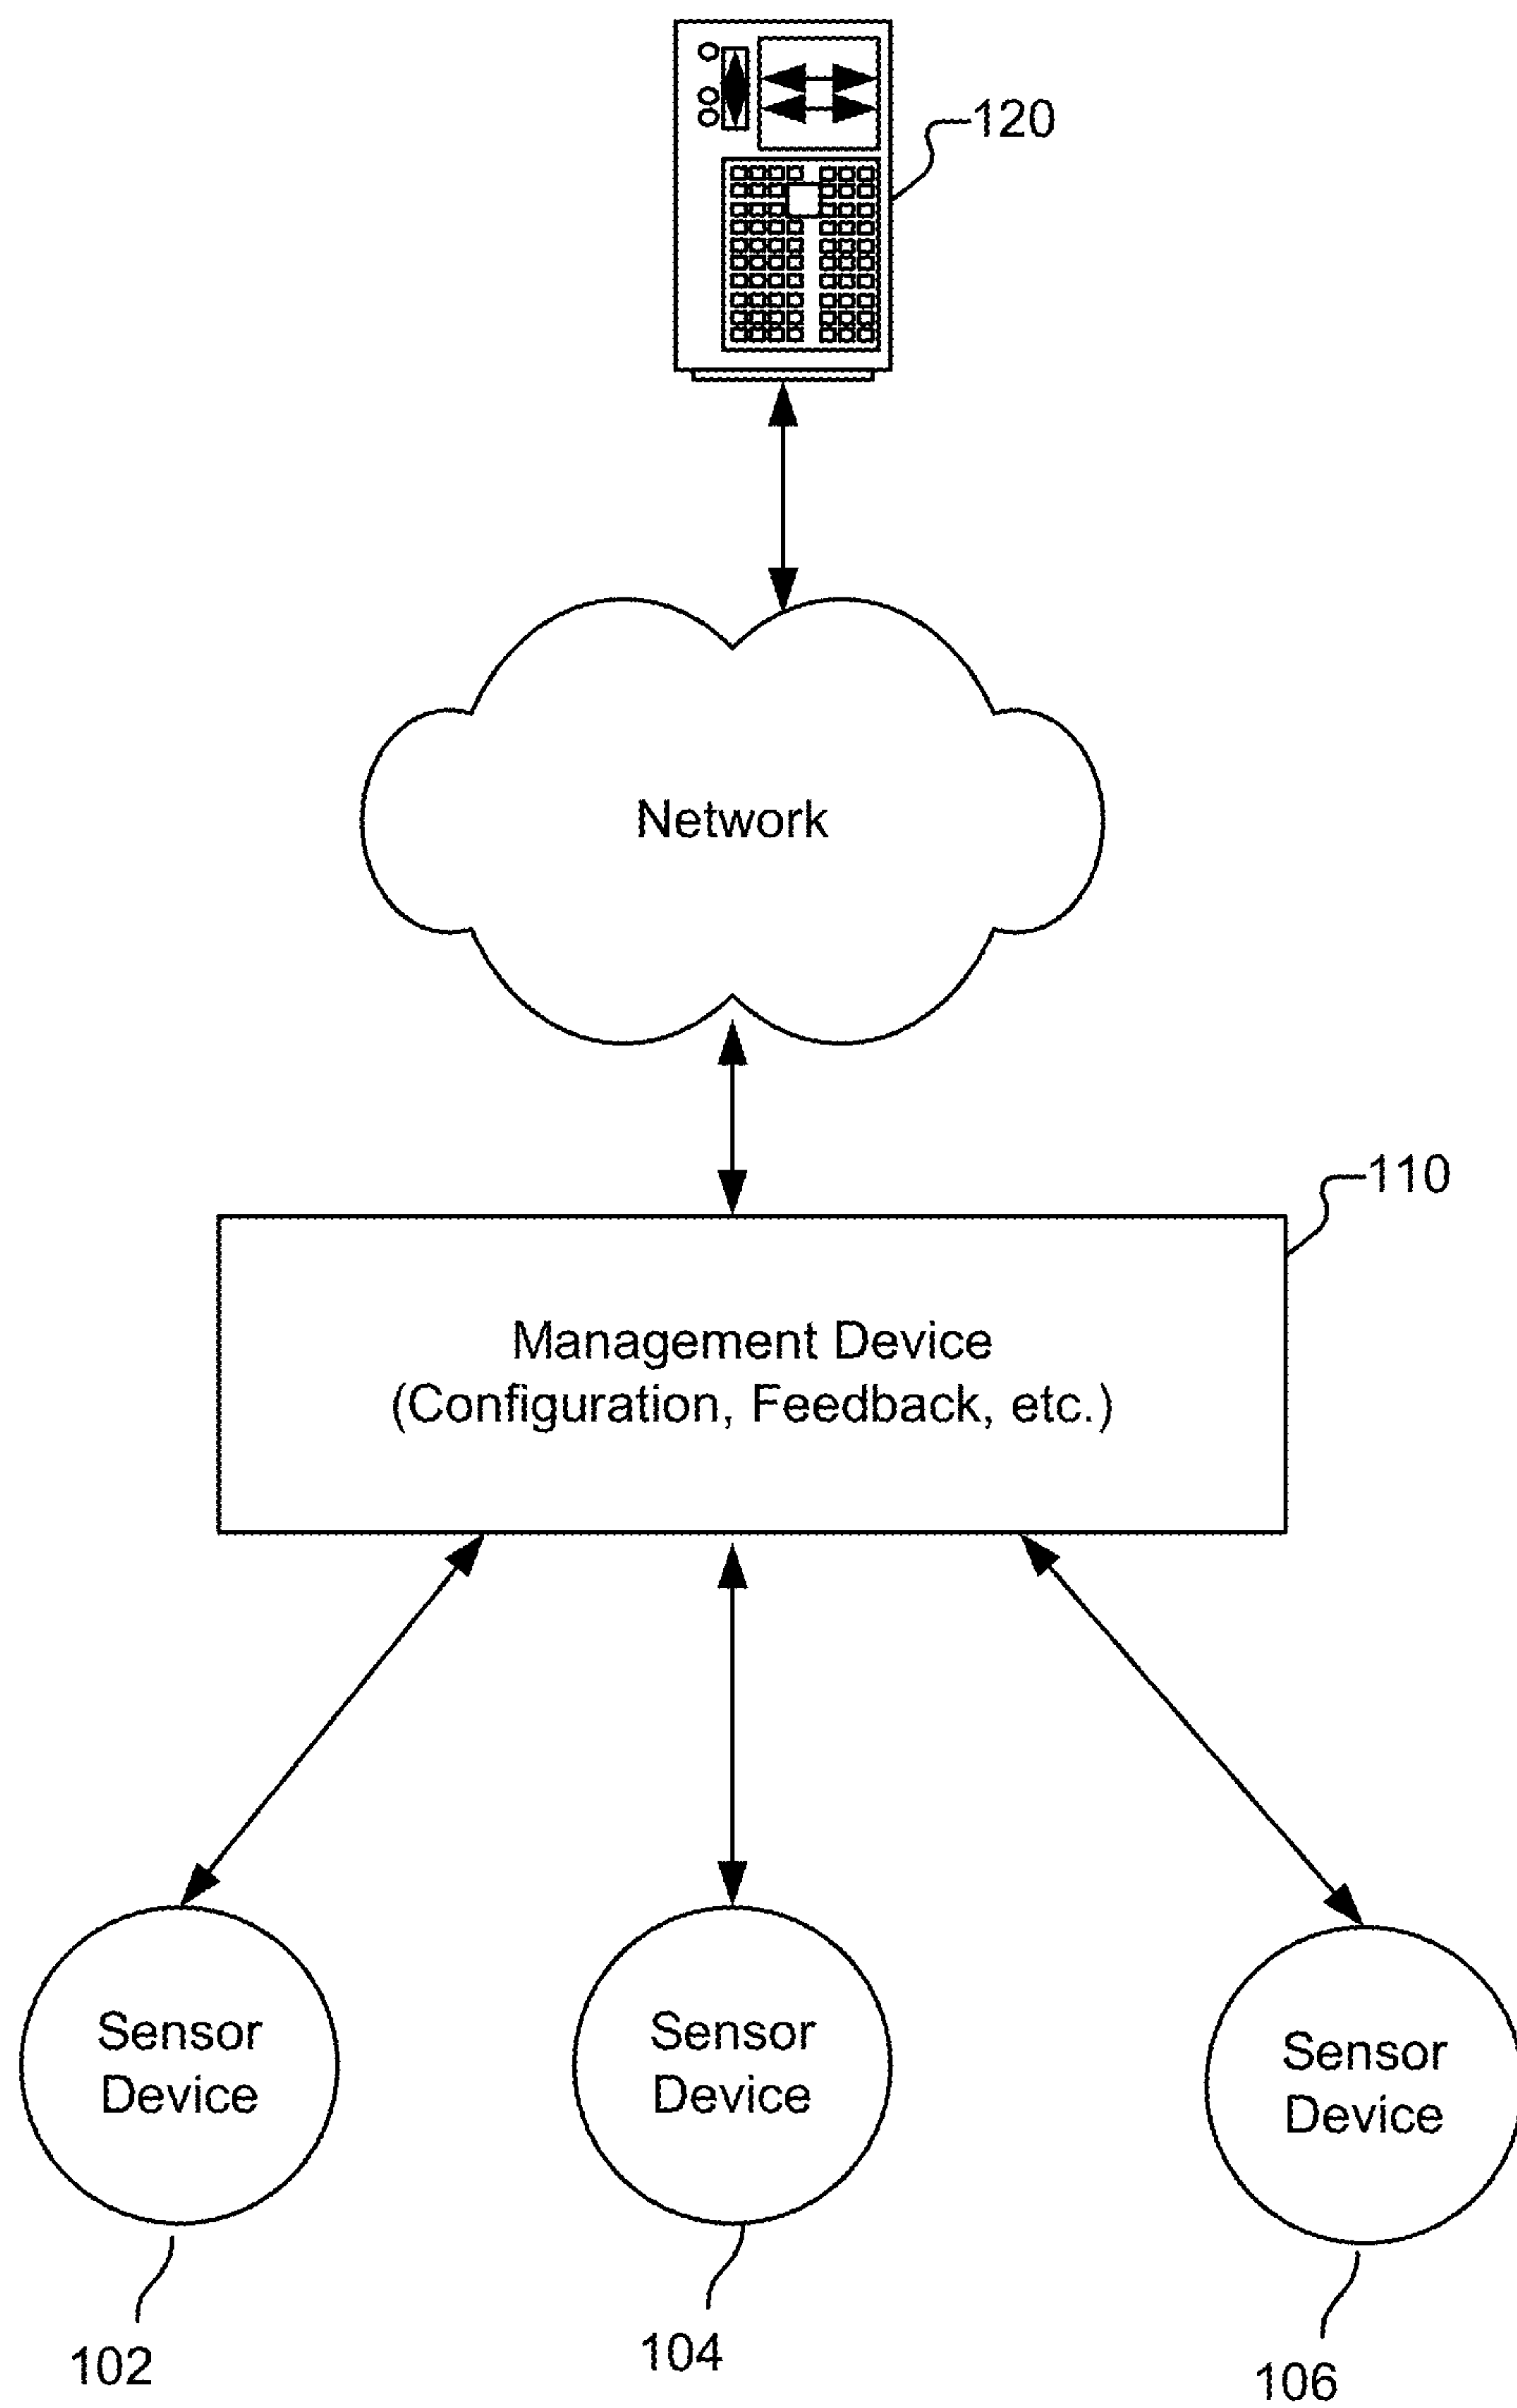 120
Network
110
Management Device
(Configuration, Feedback, etc.)
Sensor
Device
Sensor
Device
Sensor
Device
102
104
106